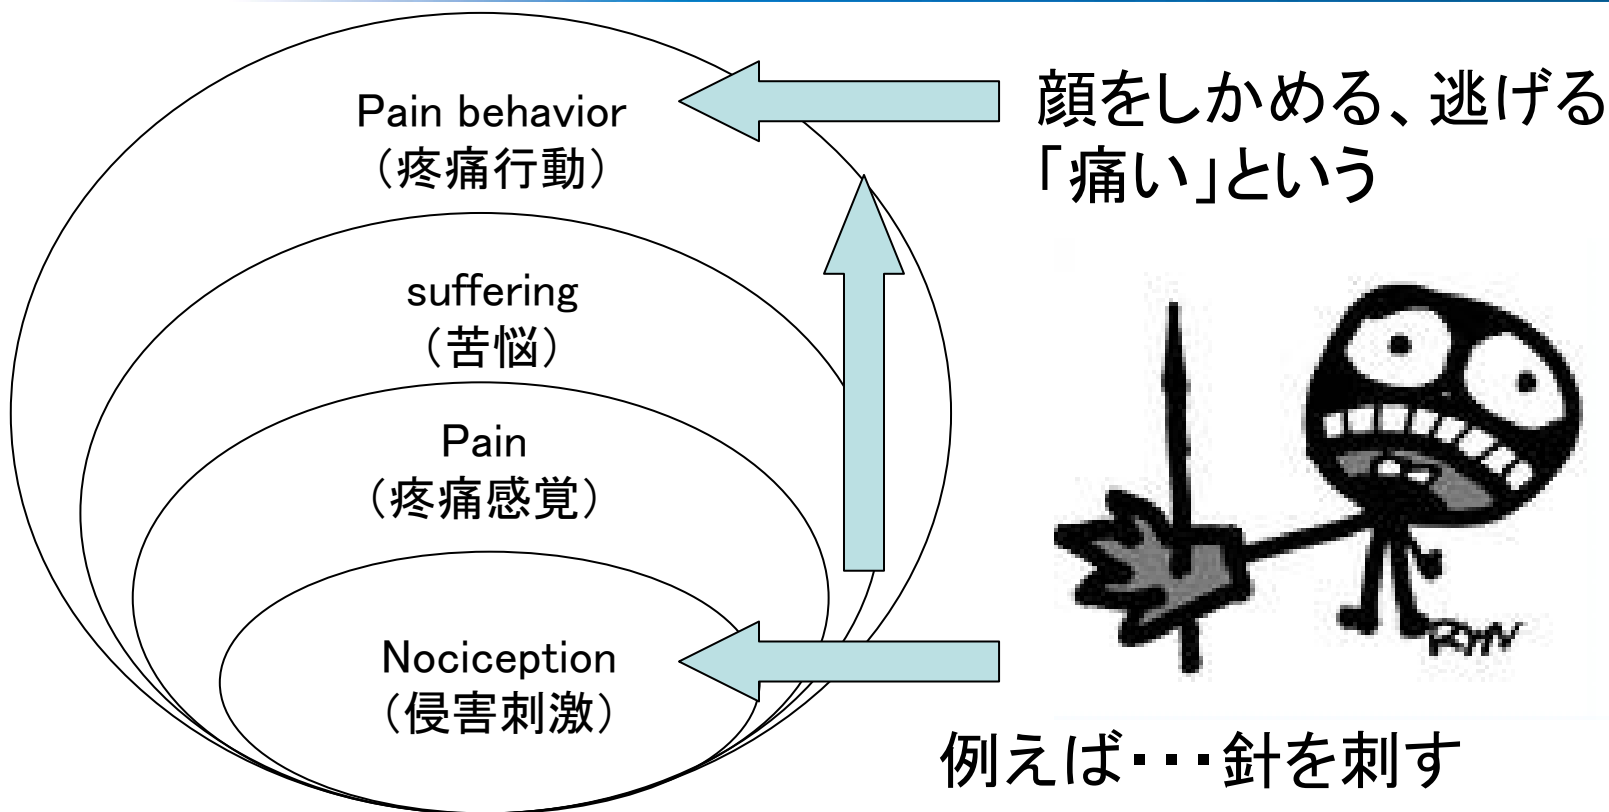 Pain behavior
（疼痛行動）
suffering
（苦悩）
Pain
（疼痛感覚）
Nociception
（侵害刺激）
顔をしかめる、逃げる
「痛い」という
例えば・・・針を刺す